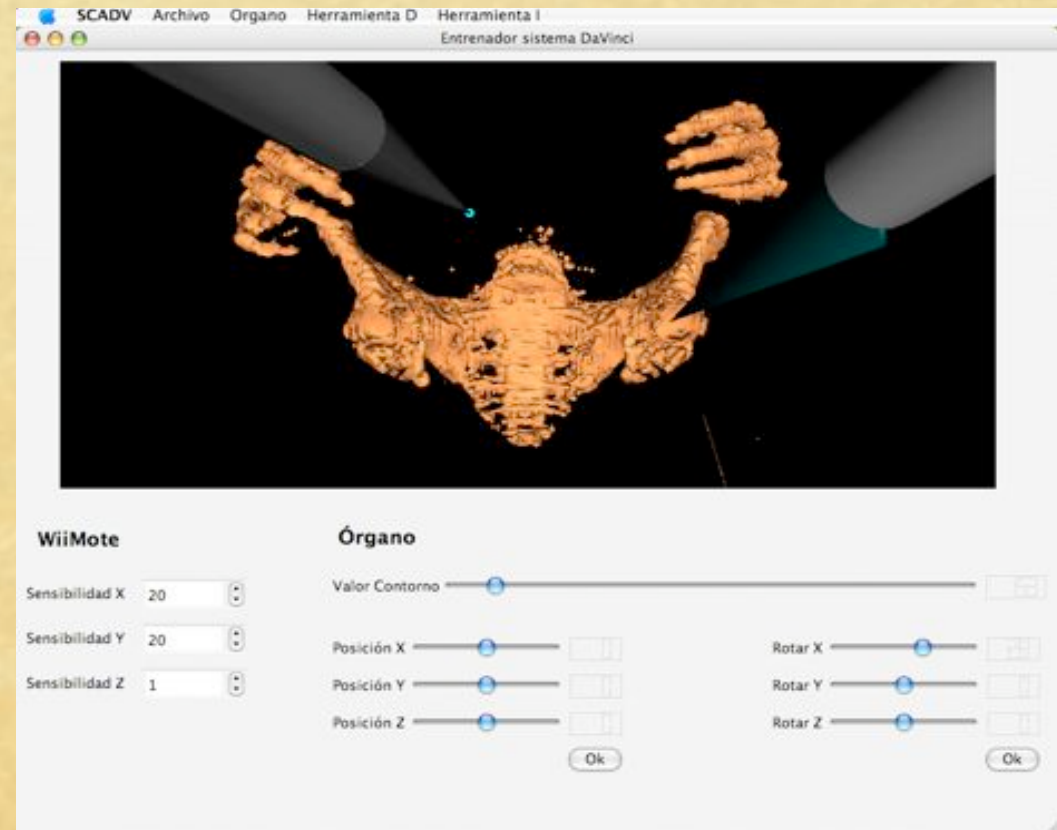 SCADV Archivo Organo Herramienta D Herramienta I
Entrenador sistema DaVinci
WiiMote
Órgano
Sensibilidad X 20
Valor Contorno
Sensibilidad Y 20
Posición X
Rotar X
Sensibilidad Z 1
Posición Y
Rotar Y
Posición Z
Rotar Z
Ok
Ok